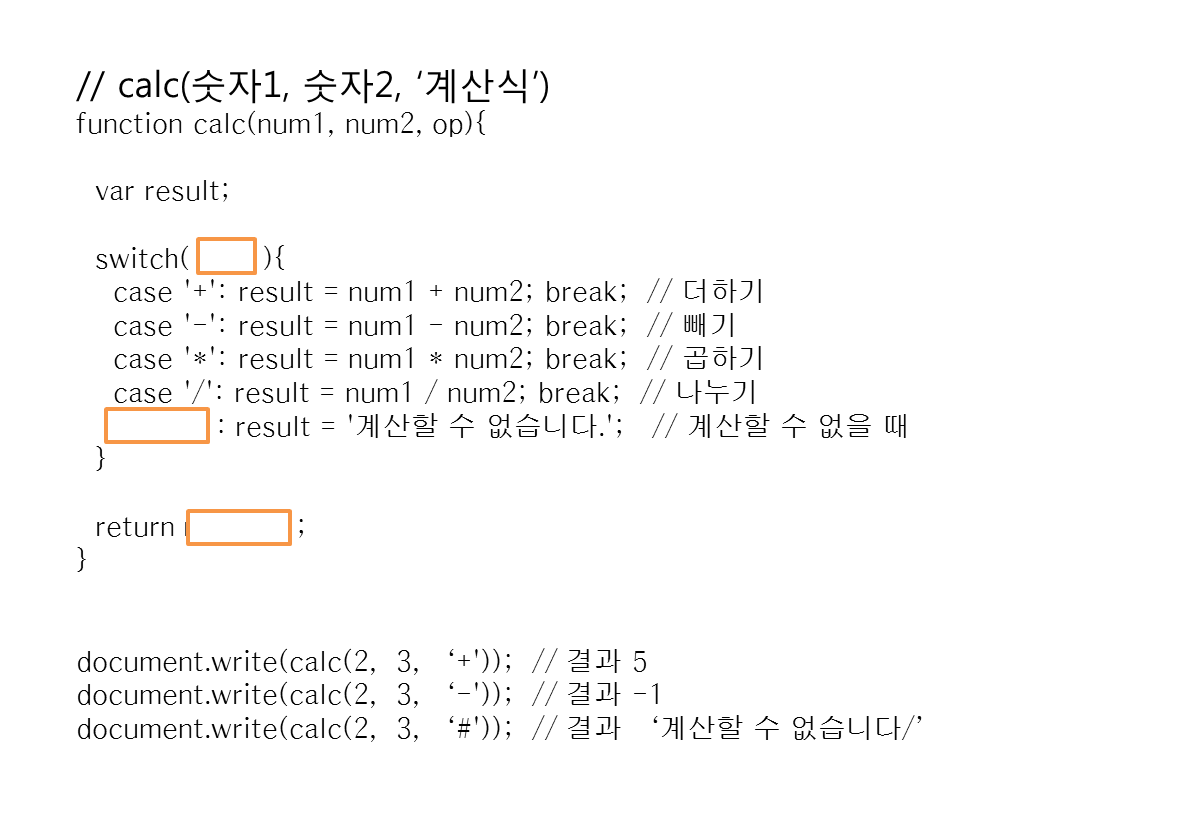 // calc(숫자1, 숫자2, ‘계산식’)
function calc(num1, num2, op){
var result;
switch( ){
case '+': result = num1 + num2; break; // 더하기
case '-': result = num1 - num2; break; // 빼기
case '*': result = num1 * num2; break; // 곱하기
case '/': result = num1 / num2; break; // 나누기
: result = '계산할 수 없습니다.'; // 계산할 수 없을 때
}
return ;
}
document.write(calc(2, 3, ‘+')); // 결과 5
document.write(calc(2, 3, ‘-')); // 결과 -1
document.write(calc(2, 3, ‘#')); // 결과 ‘계산할 수 없습니다/’